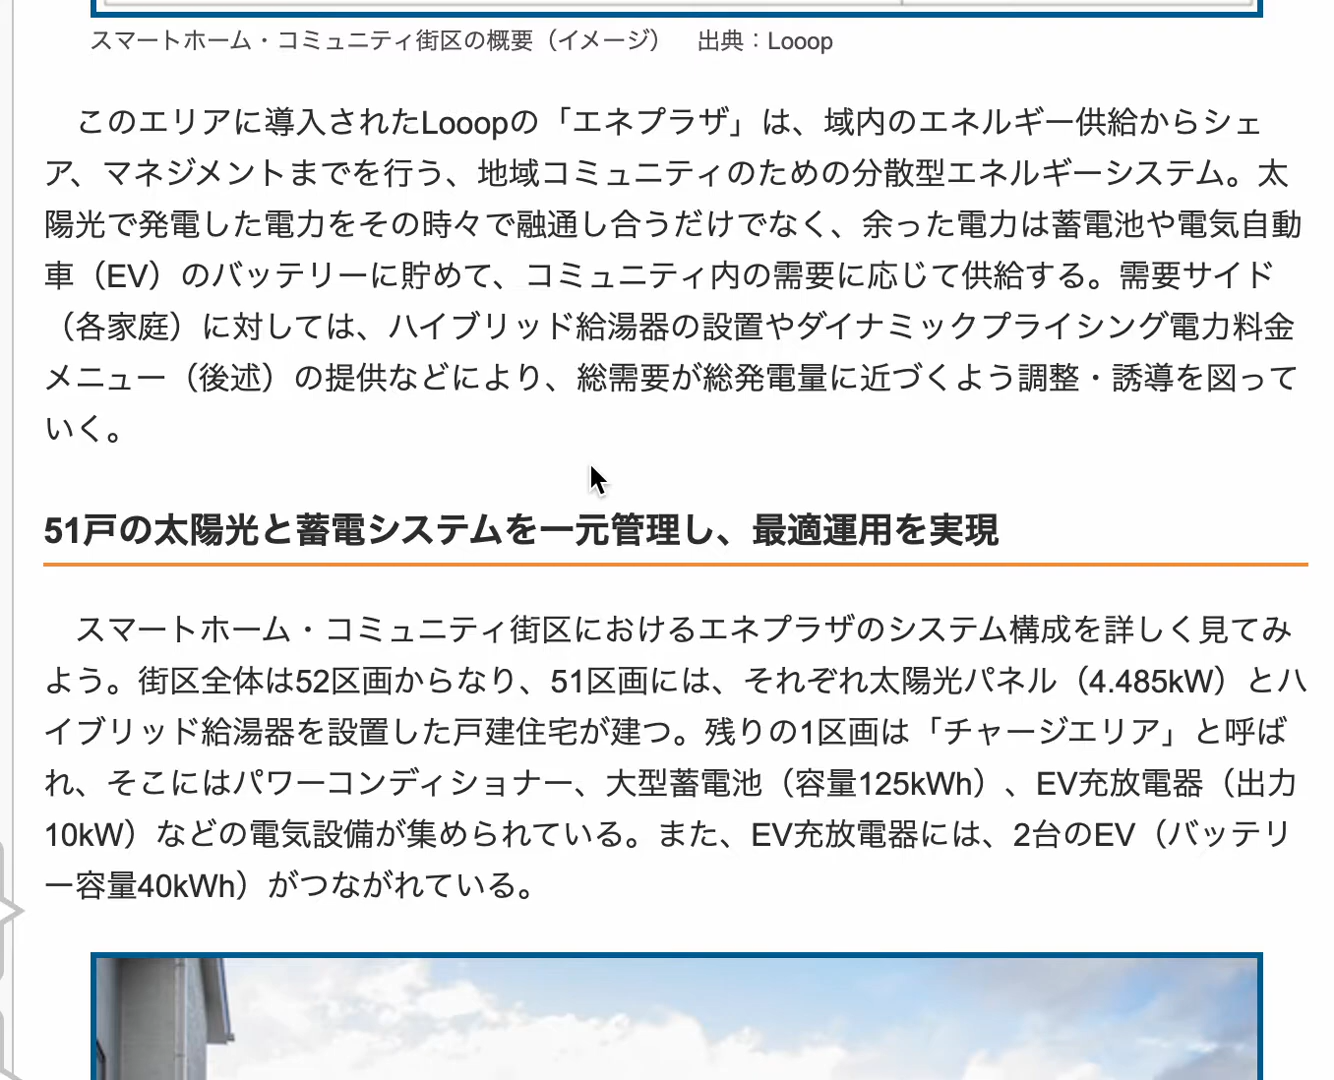 スマートホーム・コミュニティ街区の概要（イメージ）　出典：Looop
　このエリアに導入されたLooopの「エネプラザ」は、域内のエネルギー供給からシェ
ア、マネジメントまでを行う、地域コミュニティのための分散型エネルギーシステム。太
陽光で発電した電力をその時々で融通し合うだけでなく、余った電力は蓄電池や電気自動
車（EV）のバッテリーに貯めて、コミュニティ内の需要に応じて供給する。需要サイド
（各家庭）に対しては、ハイブリッド給湯器の設置やダイナミックプライシング電力料金
メニュー（後述）の提供などにより、総需要が総発電量に近づくよう調整・誘導を図って
いく。
51戸の太陽光と蓄電システムを一元管理し、最適運用を実現
　スマートホーム・コミュニティ街区におけるエネプラザのシステム構成を詳しく見てみ
よう。街区全体は52区画からなり、51区画には、それぞれ太陽光パネル（4.485kW）とハ
イブリッド給湯器を設置した戸建住宅が建つ。残りの1区画は「チャージエリア」と呼ば
れ、そこにはパワーコンディショナー、大型蓄電池（容量125kWh）、EV充放電器（出力
10kW）などの電気設備が集められている。また、EV充放電器には、2台のEV（バッテリ
ー容量40kWh）がつながれている。